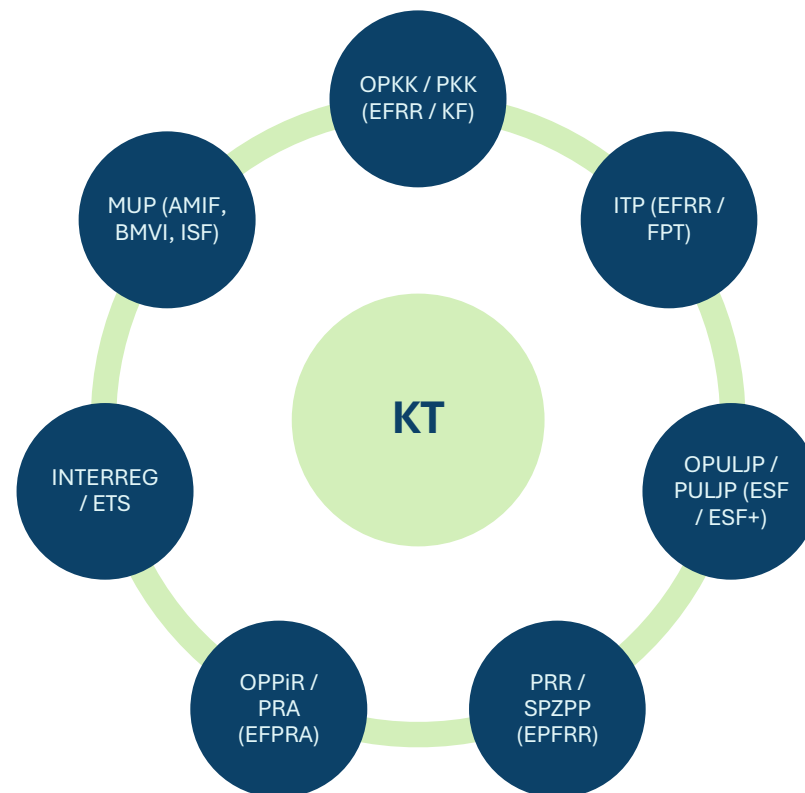 OPKK / PKK
(EFRR / KF)
ITP (EFRR /
FPT)
OPULJP /
PULJP (ESF
/ ESF+)
PRR /
SPZPP
(EPFRR)
OPPiR /
PRA
(EFPRA)
INTERREG
/ ETS
MUP (AMIF,
BMVI, ISF)
KT